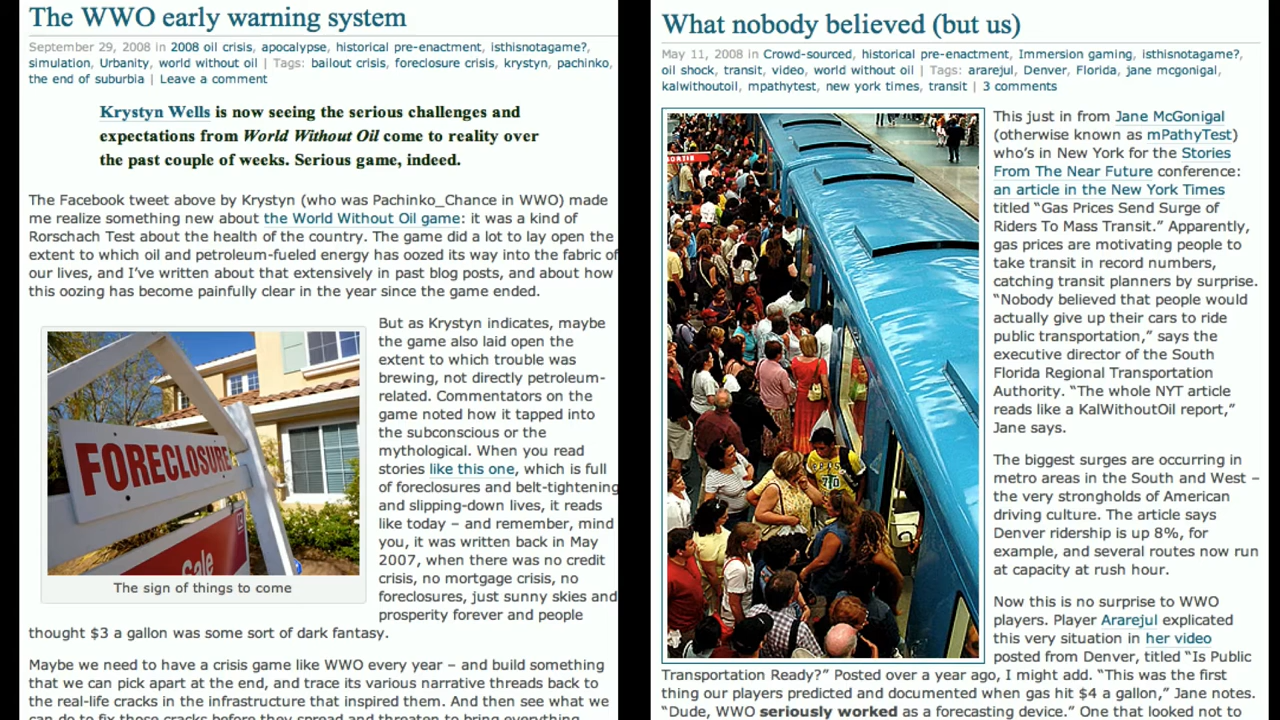 The WWO early warning system
September 29, 2008 in 2008 oil crisis, apocalypse, historical pre-enactment, isthisnotagame?,
simulation, Urbanity, world without oil | Tags: bailout crisis, foreclosure crisis, krystyn, pachinko,
the end of suburbia | Leave a comment
Krystyn Wells is now seeing the serious challenges and
expectations from World Without Oil come to reality over
the past couple of weeks. Serious game, indeed.
The Facebook tweet above by Krystyn (who was Pachinko_Chance in WWO) made
me realize something new about the World Without Oil game: it was a kind of
Rorschach Test about the health of the country. The game did a lot to lay open the
extent to which oil and petroleum-fueled energy has oozed its way into the fabric of
our lives, and I've written about that extensively in past blog posts, and about how
this oozing has become painfully clear in the year since the game ended.
FORECLOSURE
Sale
The sign of things to come
But as Krystyn indicates, maybe
the game also laid open the
extent to which trouble was
brewing, not directly petroleum-
related. Commentators on the
game noted how it tapped into
the subconscious or the
mythological. When you read
stories like this one, which is full
of foreclosures and belt-tightening
and slipping-down lives, it reads
like today – and remember, mind
you, it was written back in May
2007, when there was no credit
crisis, no mortgage crisis, no
foreclosures, just sunny skies and
prosperity forever and people
thought $3 a gallon was some sort of dark fantasy.
Maybe we need to have a crisis game like WWO every year – and build something
that we can pick apart at the end, and trace its various narrative threads back to
the real-life cracks in the infrastructure that inspired them. And then see what we
can do to fix those cracks before they spread and threaten to bring everything
What nobody believed (but us)
May 11, 2008 in Crowd-sourced, historical pre-enactment, Immersion gaming, isthisnotagame?,
oil shock, transit, video, world without oil | Tags: ararejul, Denver, Florida, jane mcgonigal,
kalwithoutoil, mpathytest, new york times, transit | 3 comments
SORTIE
70
This just in from Jane McGonigal
(otherwise known as mPathyTest)
who's in New York for the Stories
From The Near Future conference:
an article in the New York Times
titled “Gas Prices Send Surge of
Riders To Mass Transit.” Apparently,
gas prices are motivating people to
take transit in record numbers,
catching transit planners by surprise.
“Nobody believed that people would
actually give up their cars to ride
public transportation,” says the
executive director of the South
Florida Regional Transportation
Authority. “The whole NYT article
reads like a KalWithoutOil report,”
Jane says.
The biggest surges are occurring in
metro areas in the South and West –
the very strongholds of American
driving culture. The article says
Denver ridership is up 8%, for
example, and several routes now run
at capacity at rush hour.
Now this is no surprise to WWO
players. Player Ararejul explicated
this very situation in her video
posted from Denver, titled “Is Public
Transportation Ready?” Posted over a year ago, I might add. “This was the first
thing our players predicted and documented when gas hit $4 a gallon,” Jane notes.
“Dude, WWO seriously worked as a forecasting device.” One that looked not to